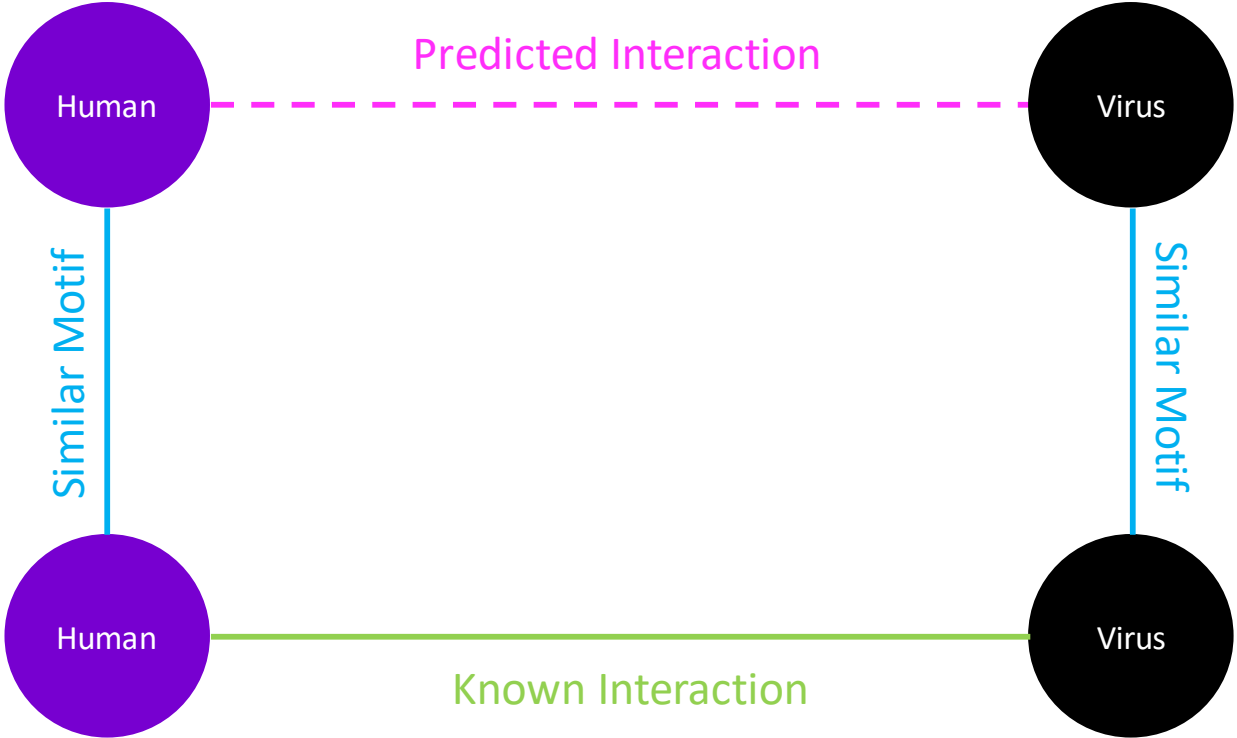 Predicted Interaction
Human
Virus
Similar Motif
Similar Motif
Human
Virus
Known Interaction